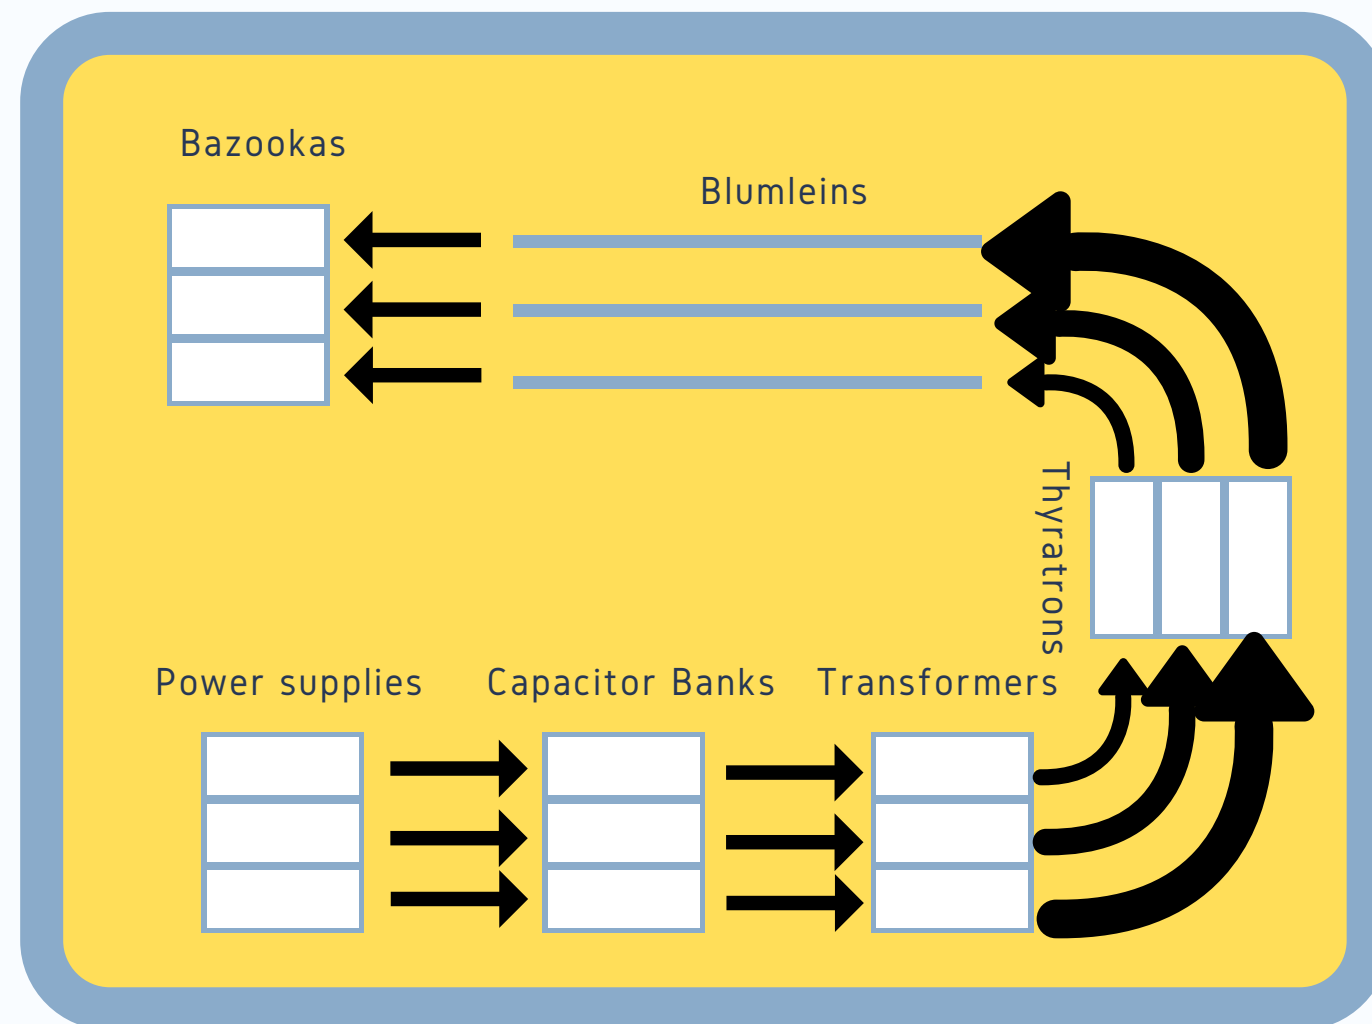 Bazookas
Blumleins
Thyratrons
Power supplies
Capacitor Banks
Transformers